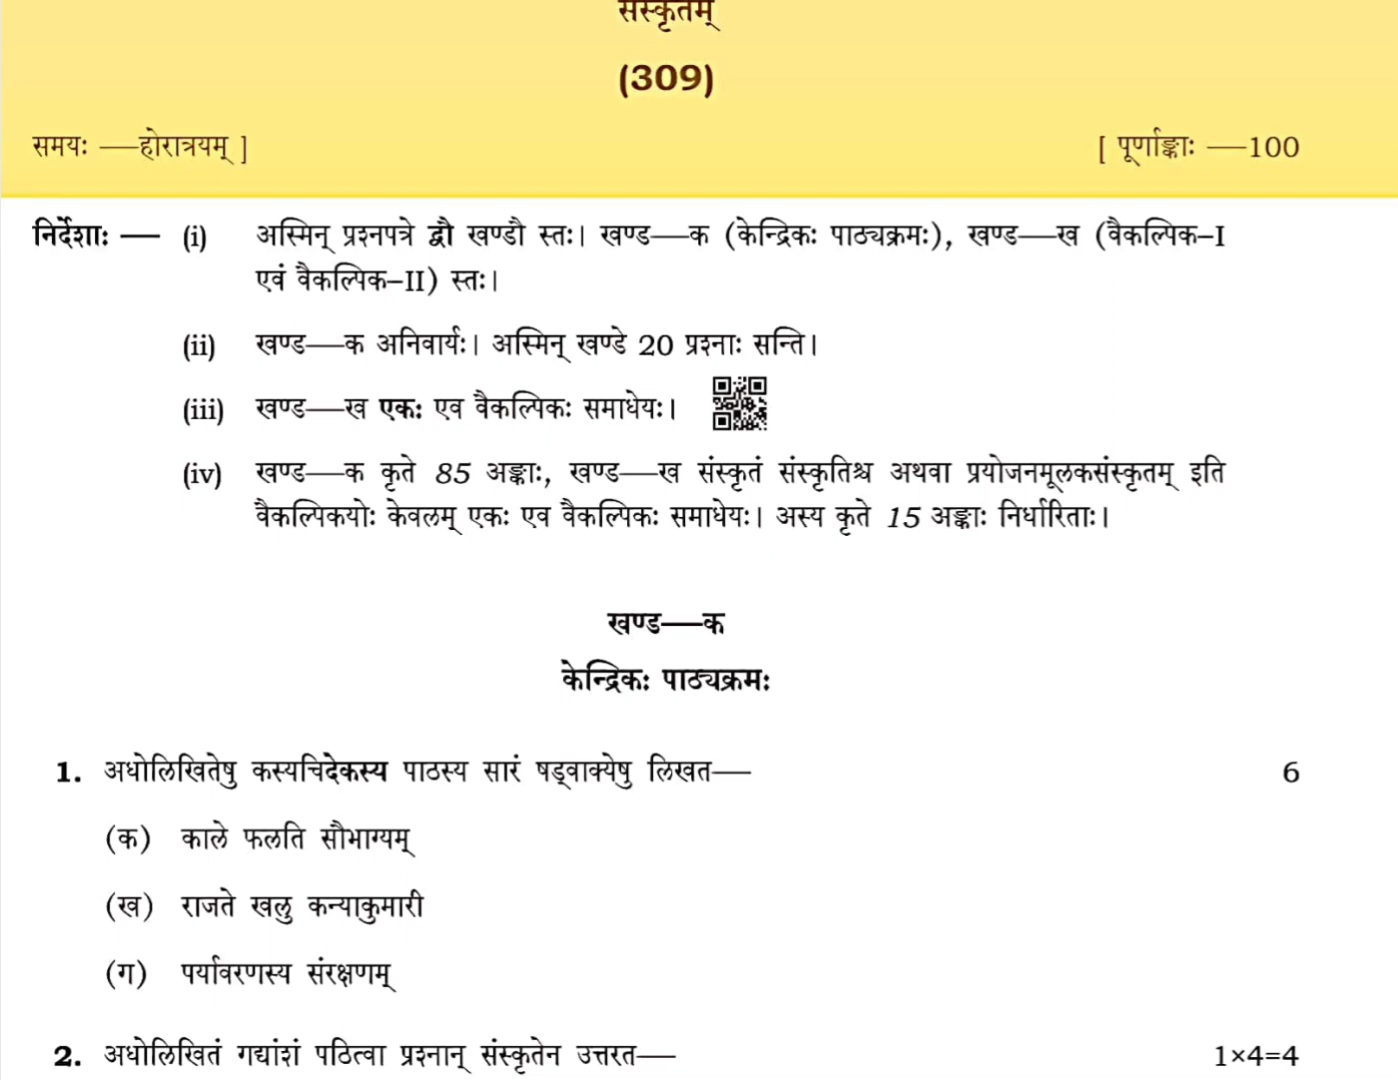 संस्कृतम्
(309)
समयः —होरात्रयम् ] [ पूर्णाङ्काः —100
निर्देशाः — (i) अस्मिन् प्रश्नपत्रे द्वौ खण्डौ स्तः। खण्ड—क (केन्द्रिकः पाठ्यक्रमः), खण्ड—ख (वैकल्पिक–I
एवं वैकल्पिक–II) स्तः।
(ii) खण्ड—क अनिवार्यः। अस्मिन् खण्डे 20 प्रश्नाः सन्ति।
(iii) खण्ड—ख एकः एव वैकल्पिकः समाधेयः।
(iv) खण्ड—क कृते 85 अङ्काः, खण्ड—ख संस्कृतं संस्कृतिश्च अथवा प्रयोजनमूलकसंस्कृतम् इति
वैकल्पिकयोः केवलम् एकः एव वैकल्पिकः समाधेयः। अस्य कृते 15 अङ्काः निर्धारिताः।
खण्ड—क
केन्द्रिकः पाठ्यक्रमः
1. अधोलिखितेषु कस्यचिदेकस्य पाठस्य सारं षड्वाक्येषु लिखत— 6
(क) काले फलति सौभाग्यम्
(ख) राजते खलु कन्याकुमारी
(ग) पर्यावरणस्य संरक्षणम्
2. अधोलिखितं गद्यांशं पठित्वा प्रश्नान् संस्कृतेन उत्तरत— 1×4=4